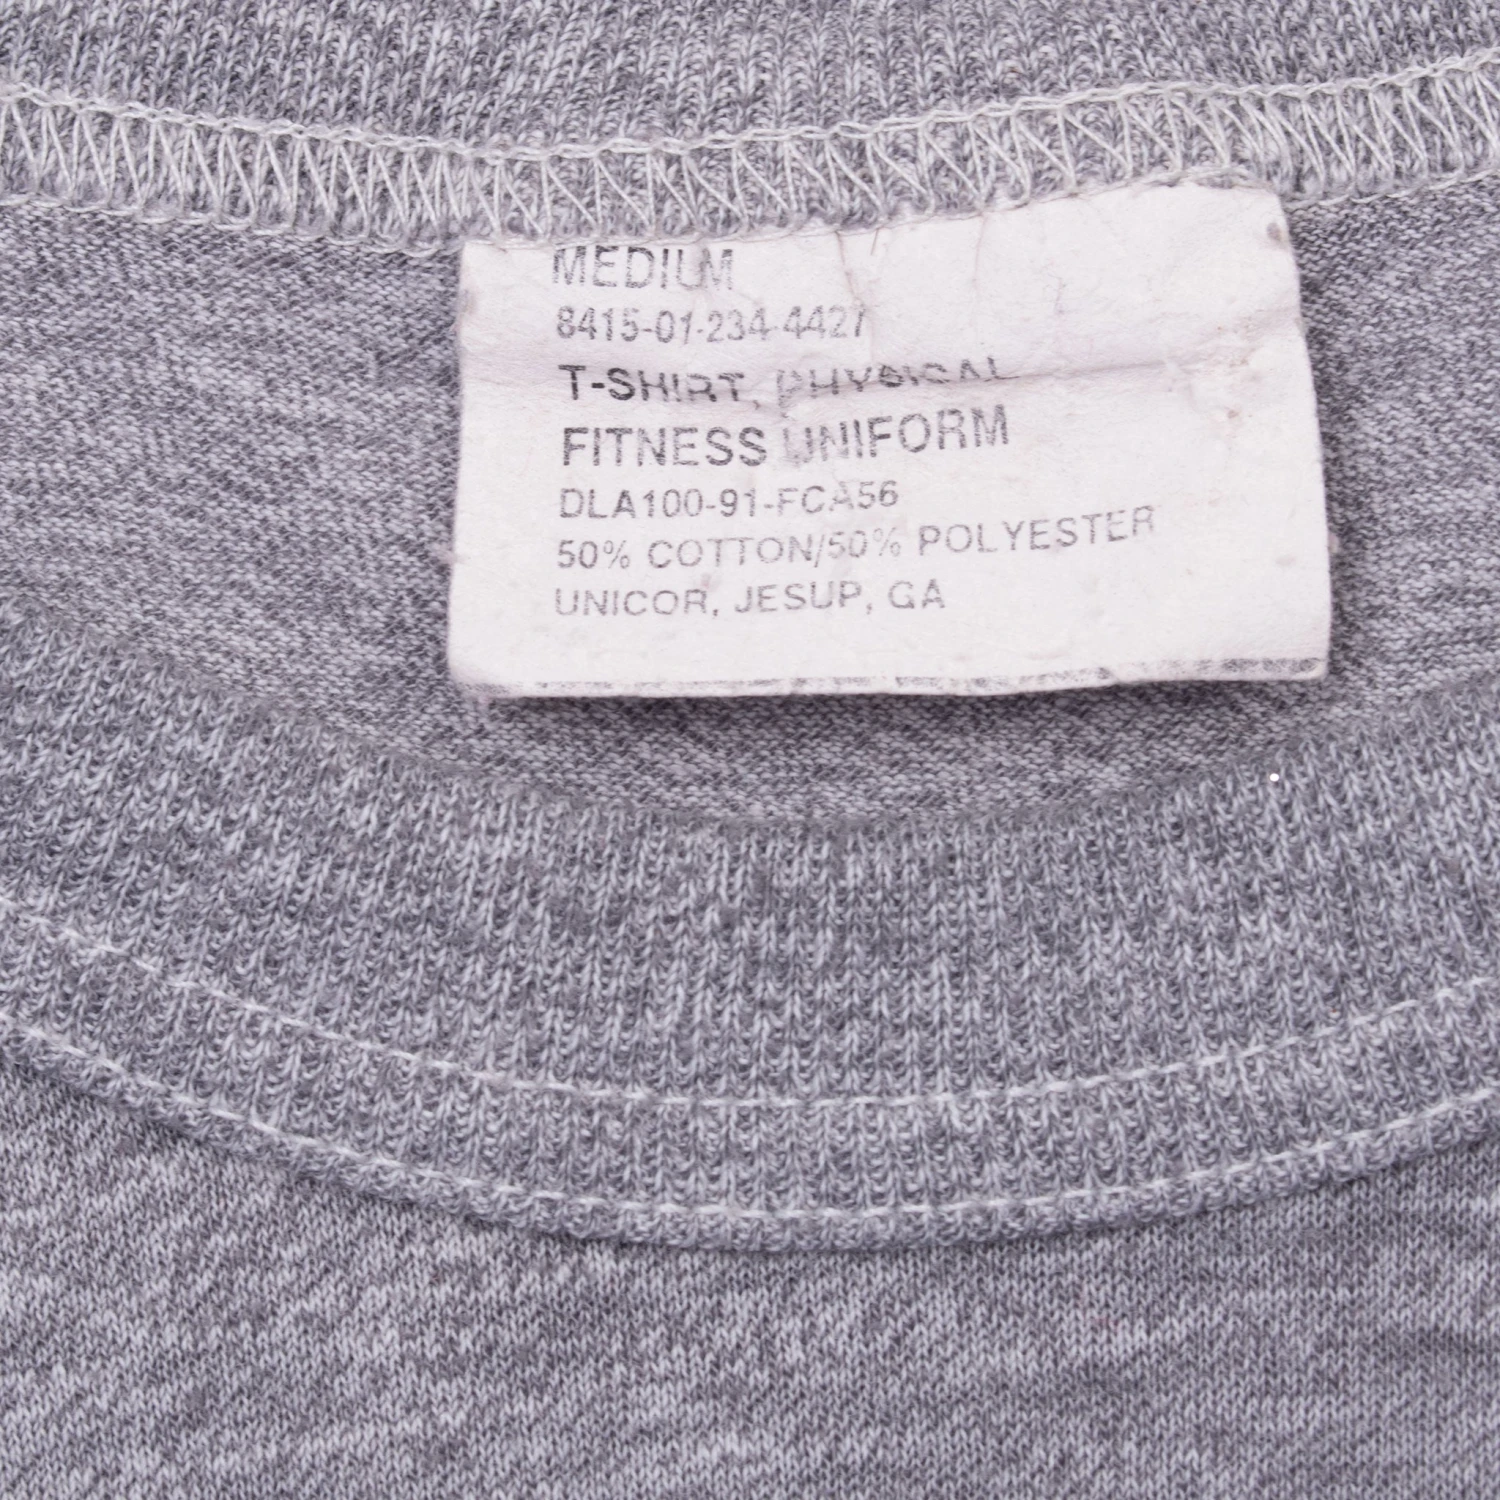 MEDIUM
8415-01-234-4427
T-SHIRT, PHYSICAL
FITNESS UNIFORM
DLA100-91-FCA56
50% COTTON/50% POLYESTER
UNICOR, JESUP, GA